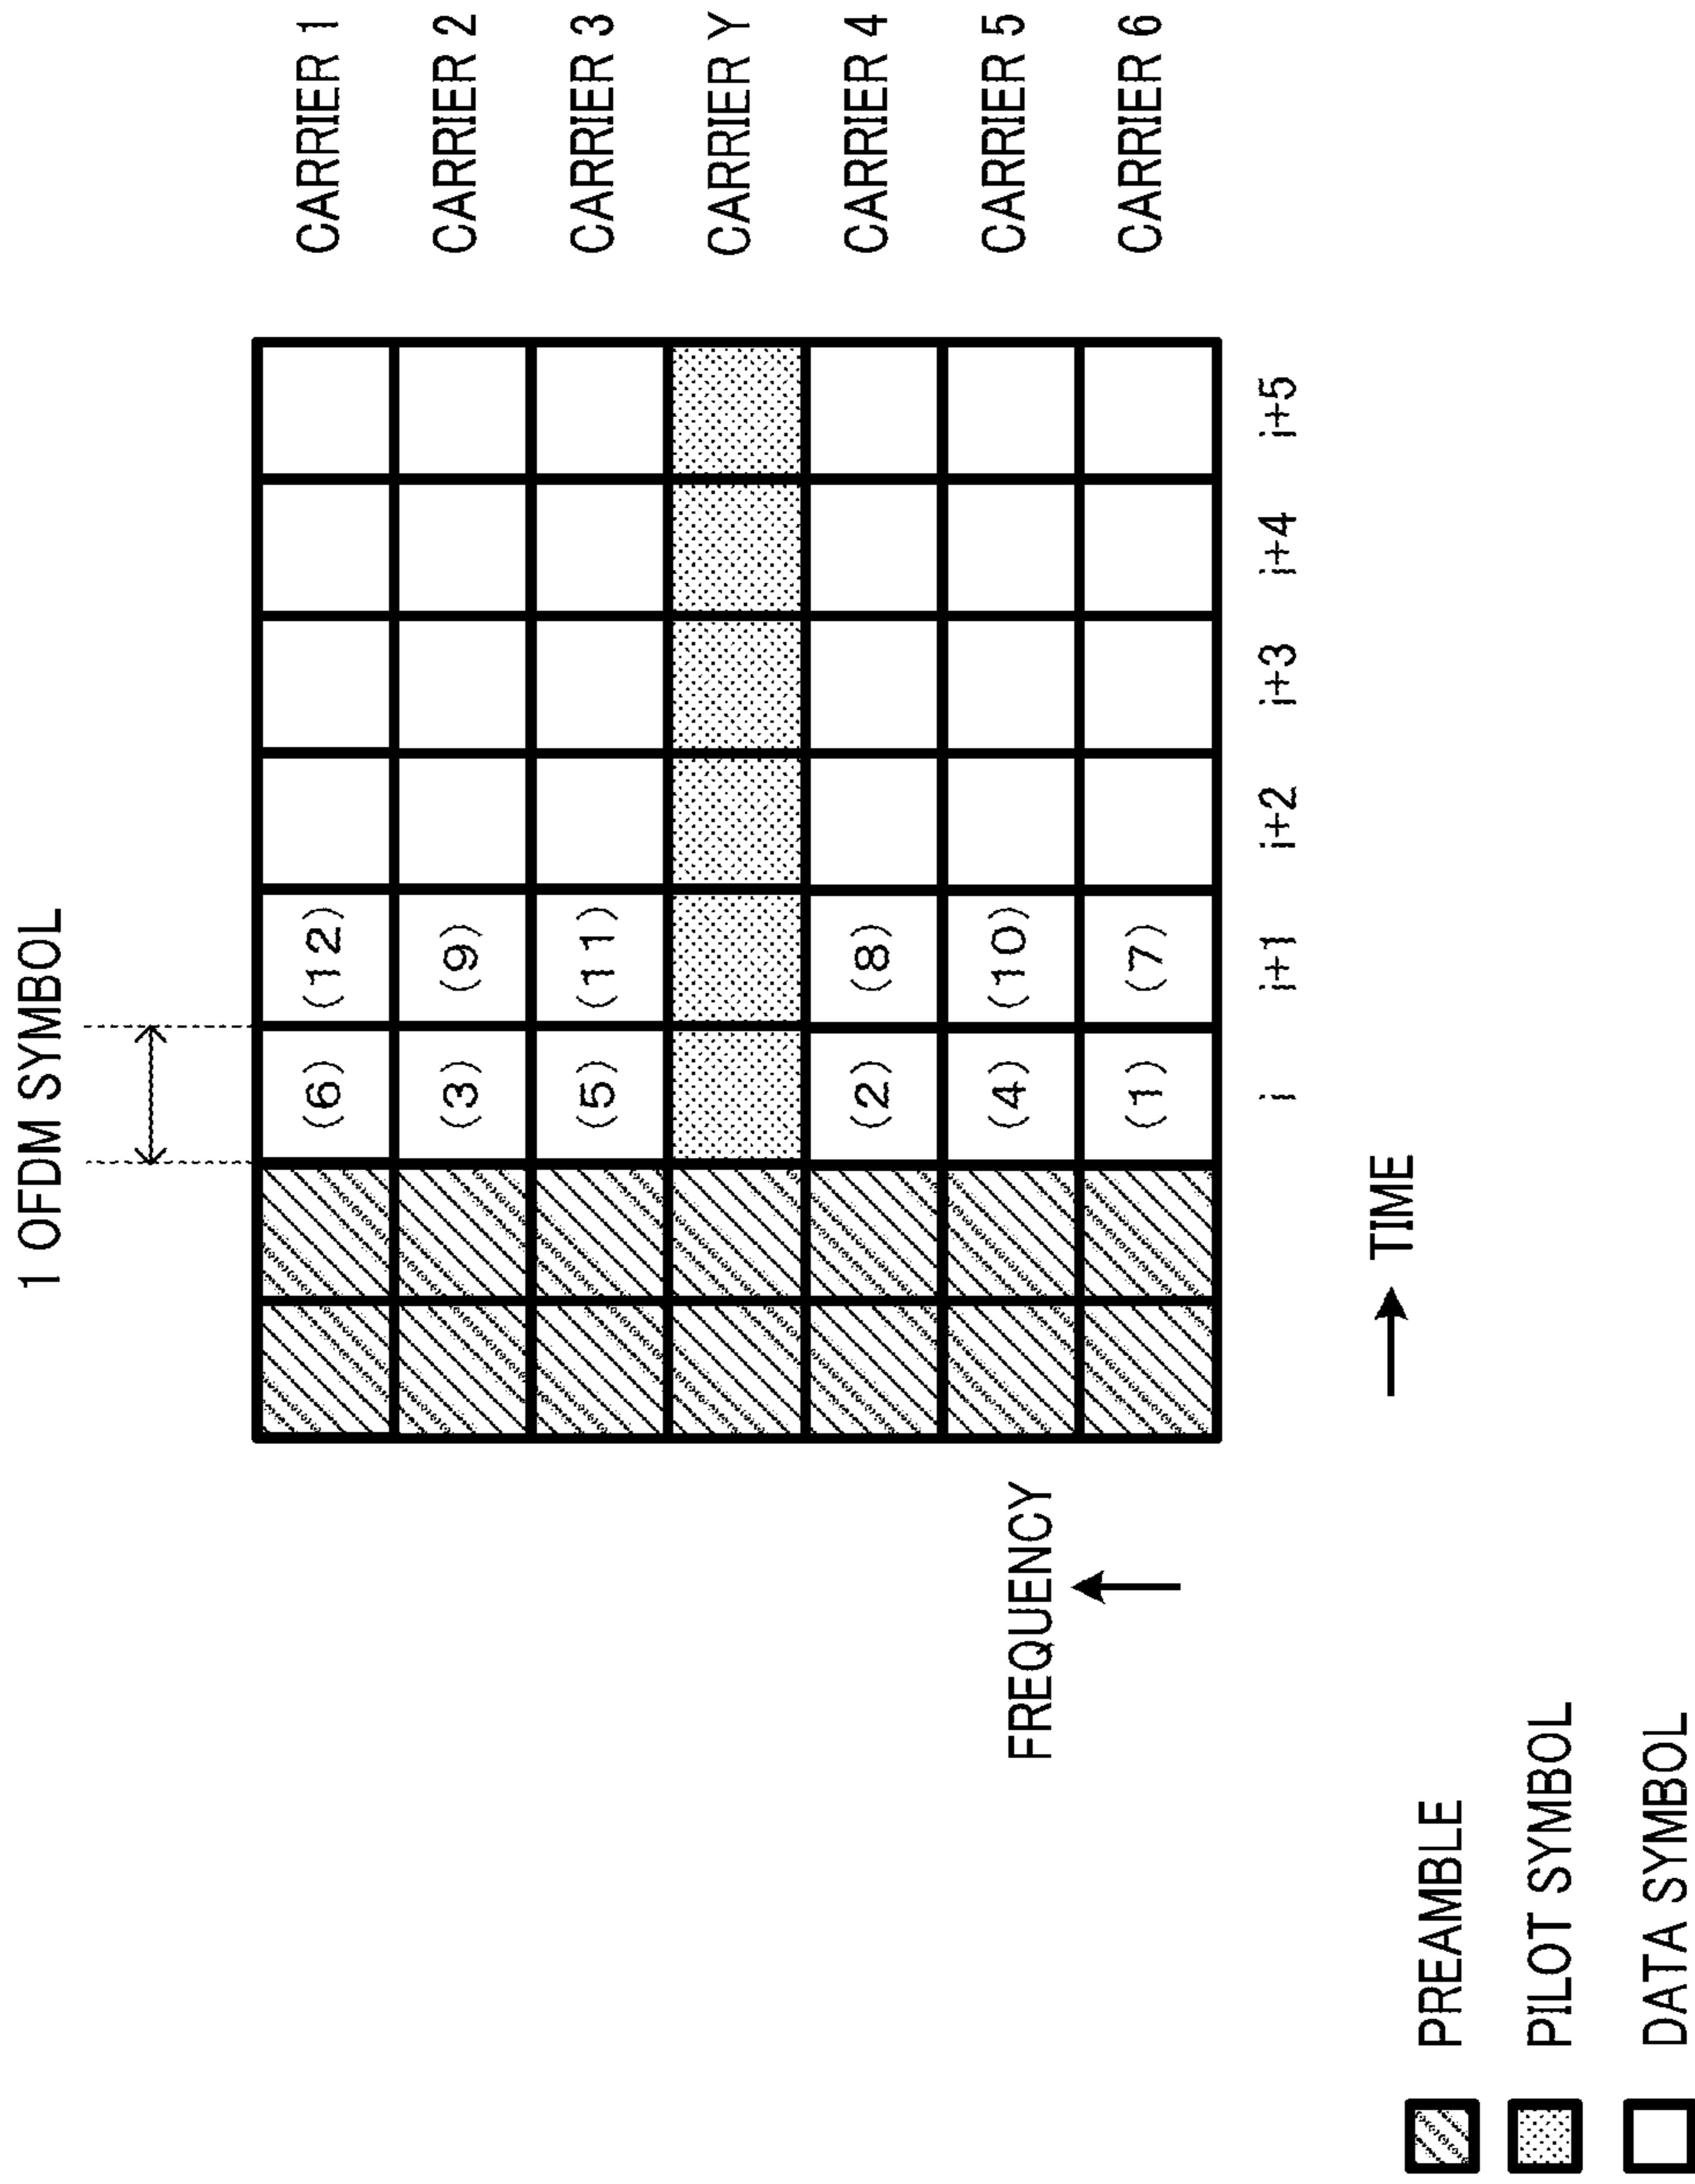 1 OFDM SYMBOL
(6) (12) CARRIER 1
(3) (9) CARRIER 2
(5) (11) CARRIER 3
CARRIER Y
(2) (8) CARRIER 4
FREQUENCY
(4) (10) CARRIER 5
(1) (7) CARRIER 6
i i+1 i+2 i+3 i+4 i+5
TIME
PREAMBLE
PILOT SYMBOL
DATA SYMBOL